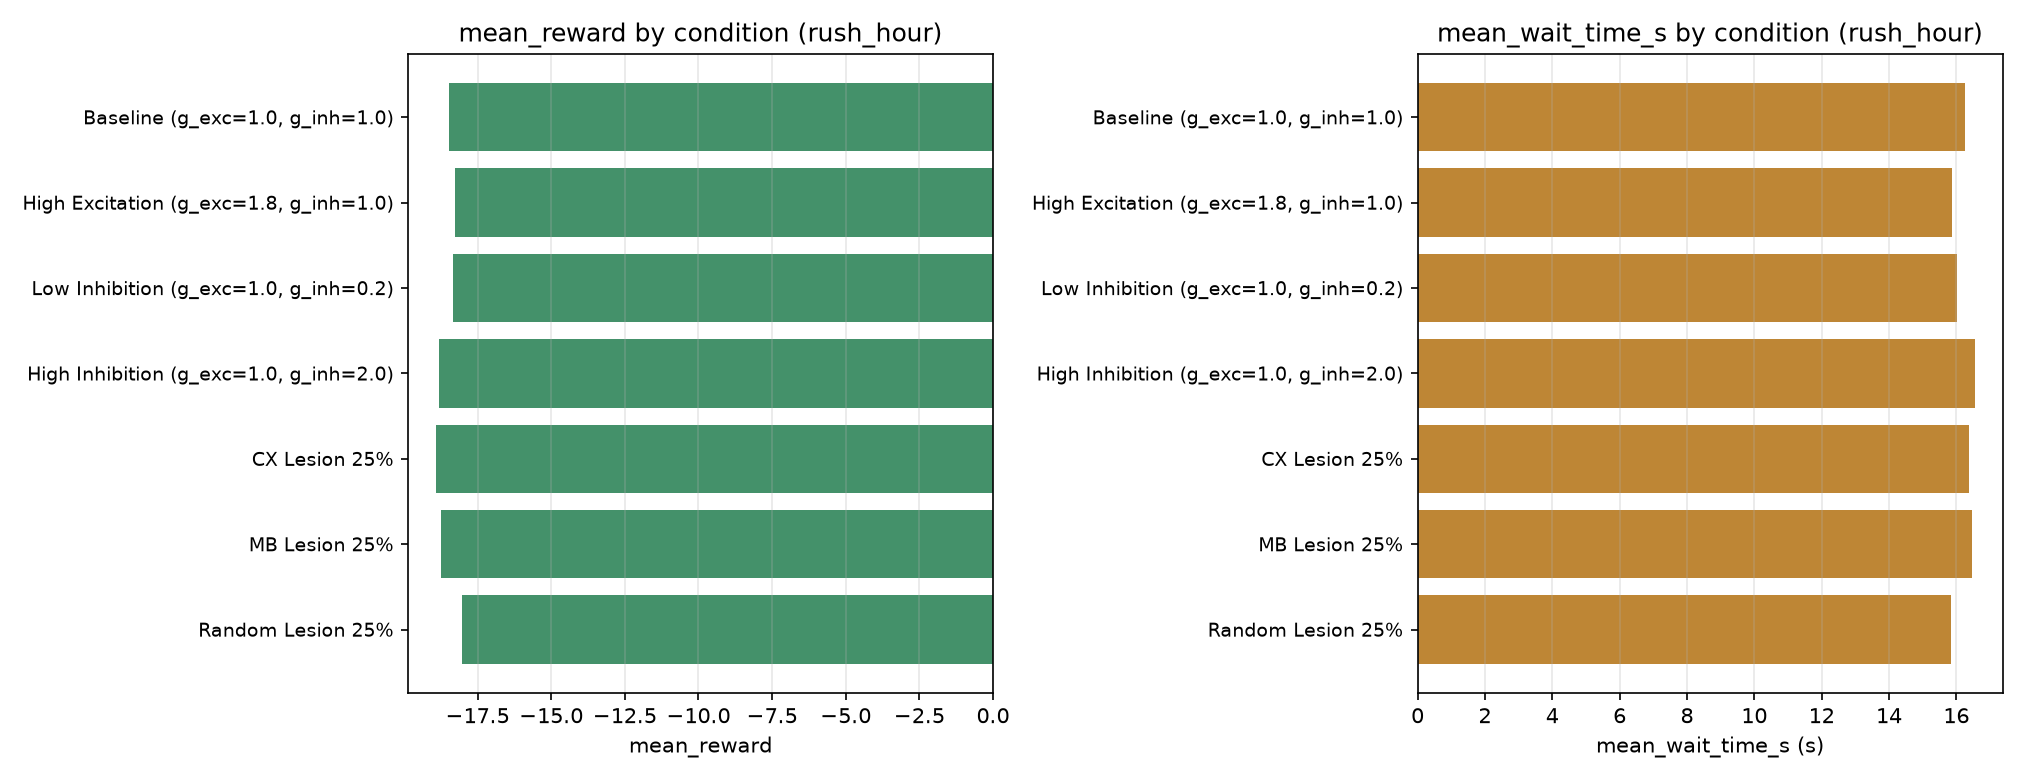 mean_reward by condition (rush_hour)
Baseline (g_exc=1.0, g_inh=1.0)
High Excitation (g_exc=1.8, g_inh=1.0)
Low Inhibition (g_exc=1.0, g_inh=0.2)
High Inhibition (g_exc=1.0, g_inh=2.0)
CX Lesion 25%
MB Lesion 25%
Random Lesion 25%
−17.5 −15.0 −12.5 −10.0 −7.5 −5.0 −2.5 0.0
mean_reward
mean_wait_time_s by condition (rush_hour)
Baseline (g_exc=1.0, g_inh=1.0)
High Excitation (g_exc=1.8, g_inh=1.0)
Low Inhibition (g_exc=1.0, g_inh=0.2)
High Inhibition (g_exc=1.0, g_inh=2.0)
CX Lesion 25%
MB Lesion 25%
Random Lesion 25%
0 2 4 6 8 10 12 14 16
mean_wait_time_s (s)